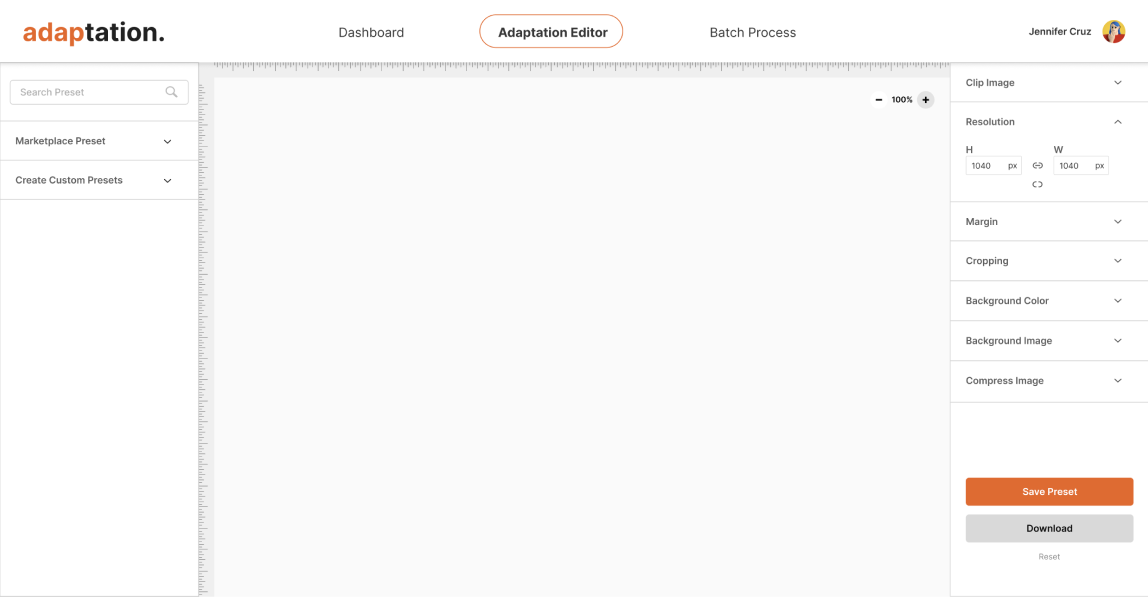 adaptation.
Dashboard
Adaptation Editor
Batch Process
Jennifer Cruz
Search Preset
Marketplace Preset
Create Custom Presets
100%
Clip Image
Resolution
H W
1040 px 1040 px
Margin
Cropping
Background Color
Background Image
Compress Image
Save Preset
Download
Reset